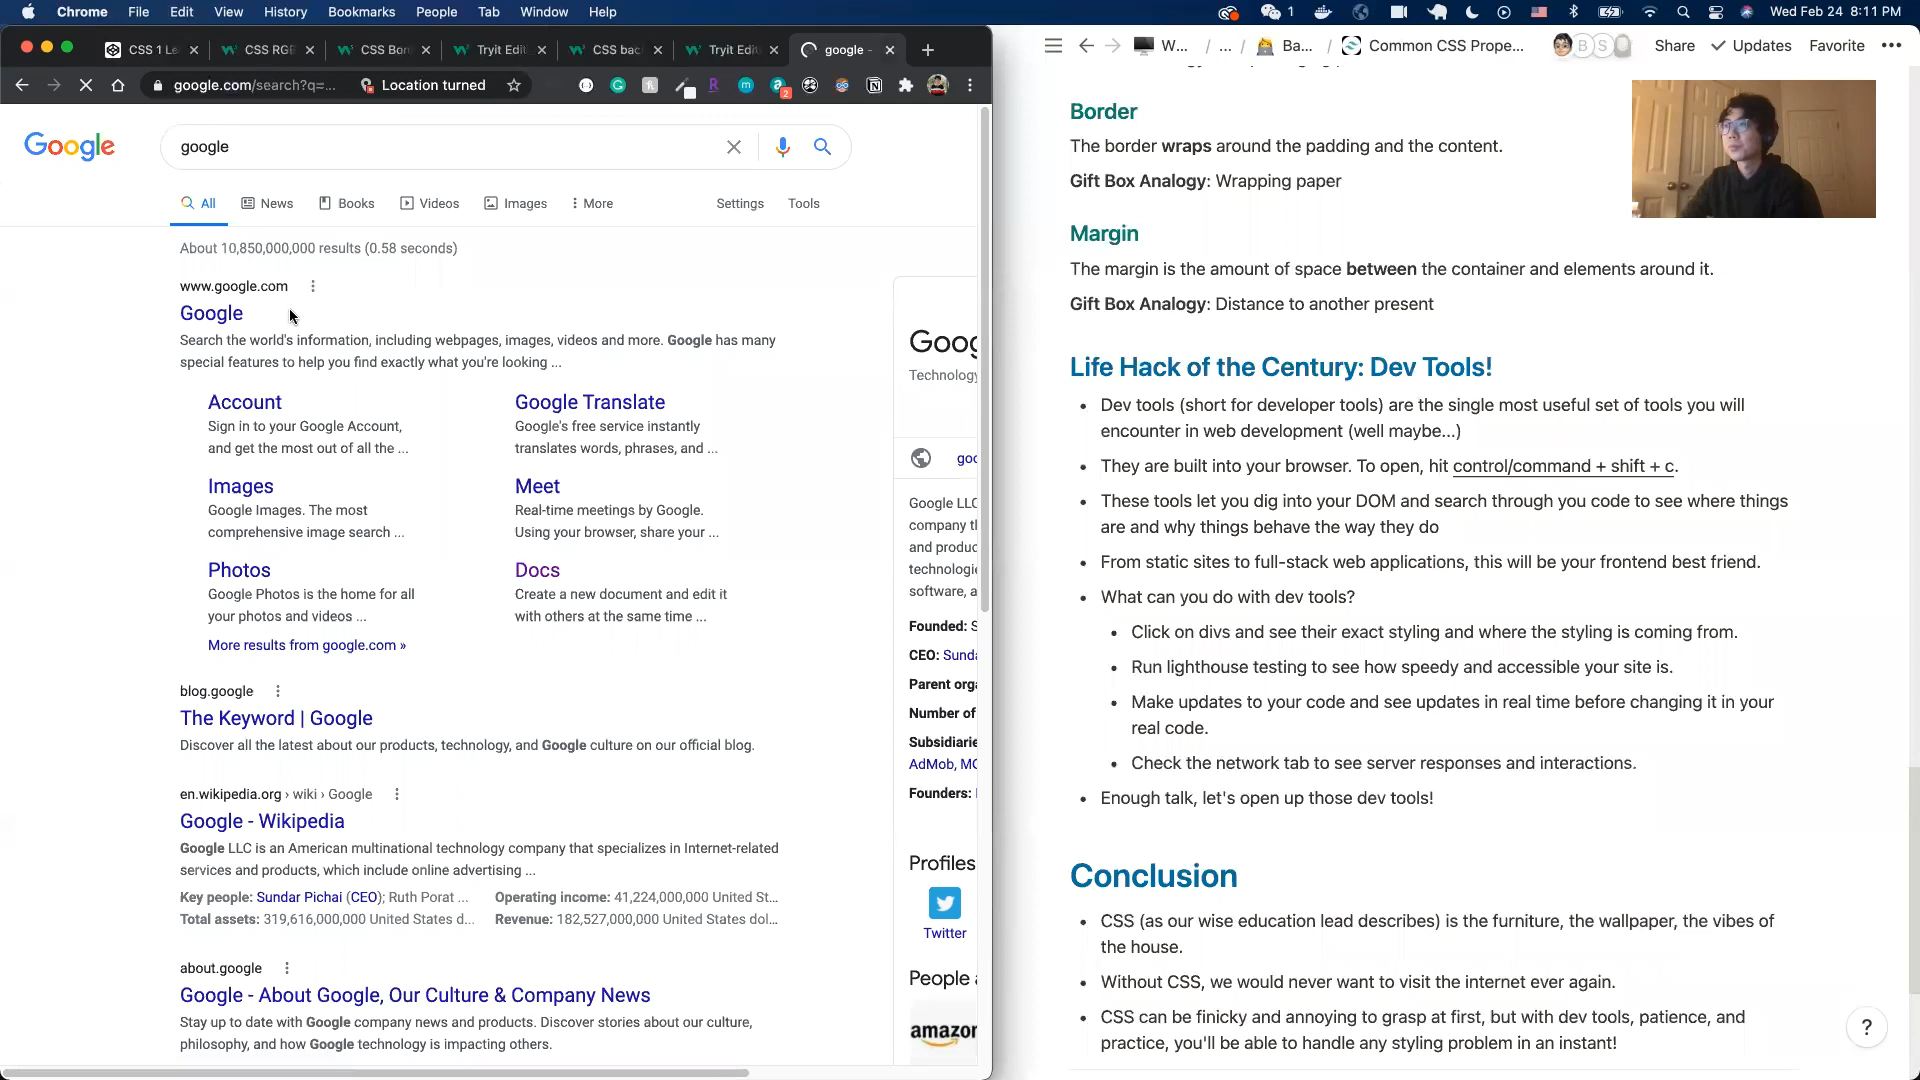 Chrome File Edit View History Bookmarks People Tab Window Help
1
Wed Feb 24 8:11 PM
CSS 1 Le
CSS RGB
CSS Bor
Tryit Edit
CSS bac
Tryit Edit
google -
google.com/search?q=...
Location turned
2
Google
google
All News Books Videos Images More Settings Tools
About 10,850,000,000 results (0.58 seconds)
www.google.com
Google
Search the world's information, including webpages, images, videos and more. Google has many
special features to help you find exactly what you're looking ...
Account
Sign in to your Google Account,
and get the most out of all the ...
Google Translate
Google's free service instantly
translates words, phrases, and ...
Images
Google Images. The most
comprehensive image search ...
Meet
Real-time meetings by Google.
Using your browser, share your ...
Photos
Google Photos is the home for all
your photos and videos ...
Docs
Create a new document and edit it
with others at the same time ...
More results from google.com »
blog.google
The Keyword | Google
Discover all the latest about our products, technology, and Google culture on our official blog.
en.wikipedia.org › wiki › Google
Google - Wikipedia
Google LLC is an American multinational technology company that specializes in Internet-related
services and products, which include online advertising ...
Key people: Sundar Pichai (CEO); Ruth Porat ...
Operating income: 41,224,000,000 United St...
Total assets: 319,616,000,000 United States d...
Revenue: 182,527,000,000 United States dol...
about.google
Google - About Google, Our Culture & Company News
Stay up to date with Google company news and products. Discover stories about our culture,
philosophy, and how Google technology is impacting others.
Goog
Technology
goo
Google LLC
company t
and produc
technologi
software, a
Founded: S
CEO: Sunda
Parent orga
Number of
Subsidiarie
AdMob, MO
Founders:
Profiles
Twitter
People a
amazon
W... / ... / Ba... / Common CSS Prope...
B S
Share Updates Favorite
Border
The border wraps around the padding and the content.
Gift Box Analogy: Wrapping paper
Margin
The margin is the amount of space between the container and elements around it.
Gift Box Analogy: Distance to another present
Life Hack of the Century: Dev Tools!
• Dev tools (short for developer tools) are the single most useful set of tools you will
encounter in web development (well maybe...)
• They are built into your browser. To open, hit control/command + shift + c.
• These tools let you dig into your DOM and search through you code to see where things
are and why things behave the way they do
• From static sites to full-stack web applications, this will be your frontend best friend.
• What can you do with dev tools?
• Click on divs and see their exact styling and where the styling is coming from.
• Run lighthouse testing to see how speedy and accessible your site is.
• Make updates to your code and see updates in real time before changing it in your
real code.
• Check the network tab to see server responses and interactions.
• Enough talk, let's open up those dev tools!
Conclusion
• CSS (as our wise education lead describes) is the furniture, the wallpaper, the vibes of
the house.
• Without CSS, we would never want to visit the internet ever again.
• CSS can be finicky and annoying to grasp at first, but with dev tools, patience, and
practice, you'll be able to handle any styling problem in an instant!
?